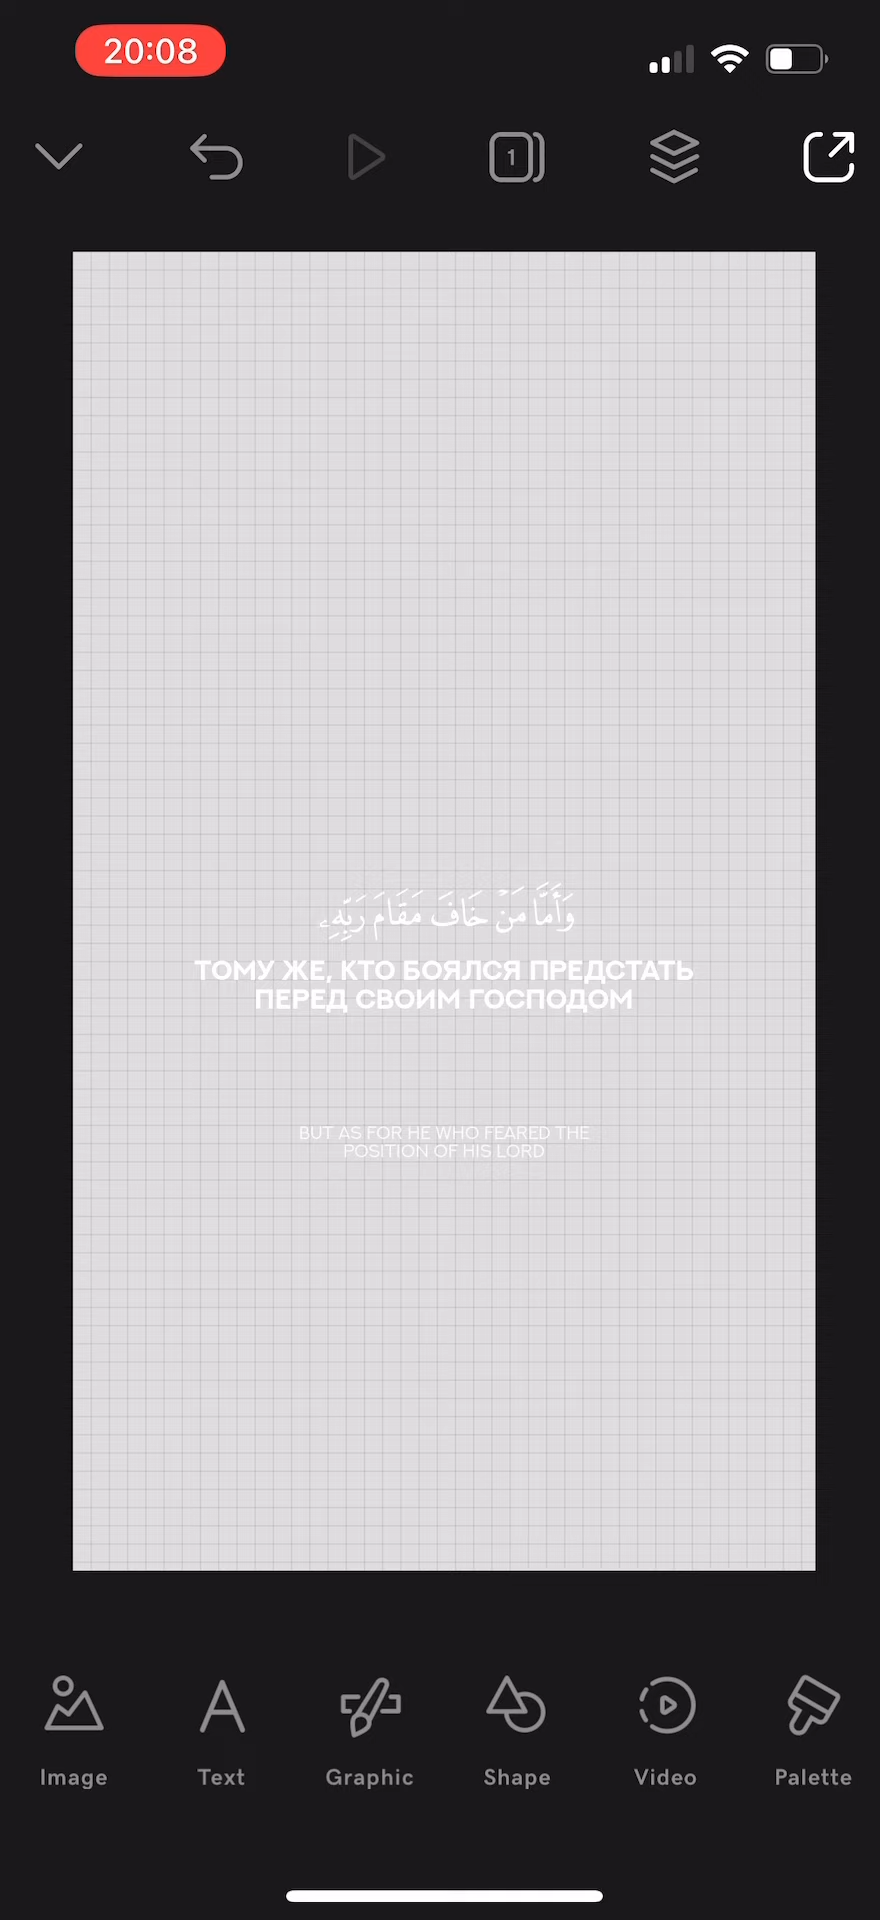 20:08
1
وَأَمَّا مَنْ خَافَ مَقَامَ رَبِّهِۦ
ТОМУ ЖЕ, КТО БОЯЛСЯ ПРЕДСТАТЬ
ПЕРЕД СВОИМ ГОСПОДОМ
BUT AS FOR HE WHO FEARED THE
POSITION OF HIS LORD
Image Text Graphic Shape Video Palette